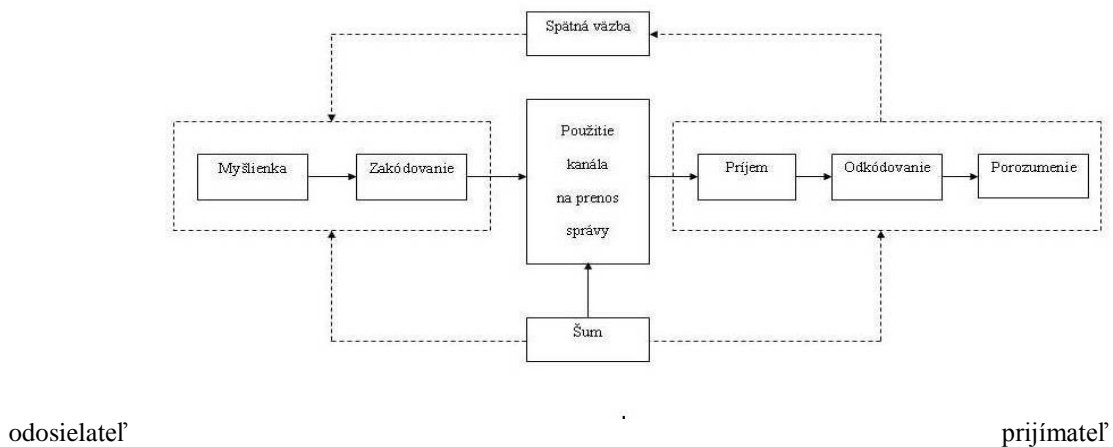 Spätná väzba
Použitie
kanála
na prenos
správy
Myšlienka
Zakódovanie
Príjem
Odkódovanie
Porozumenie
Šum
.
odosielateľ
prijímateľ